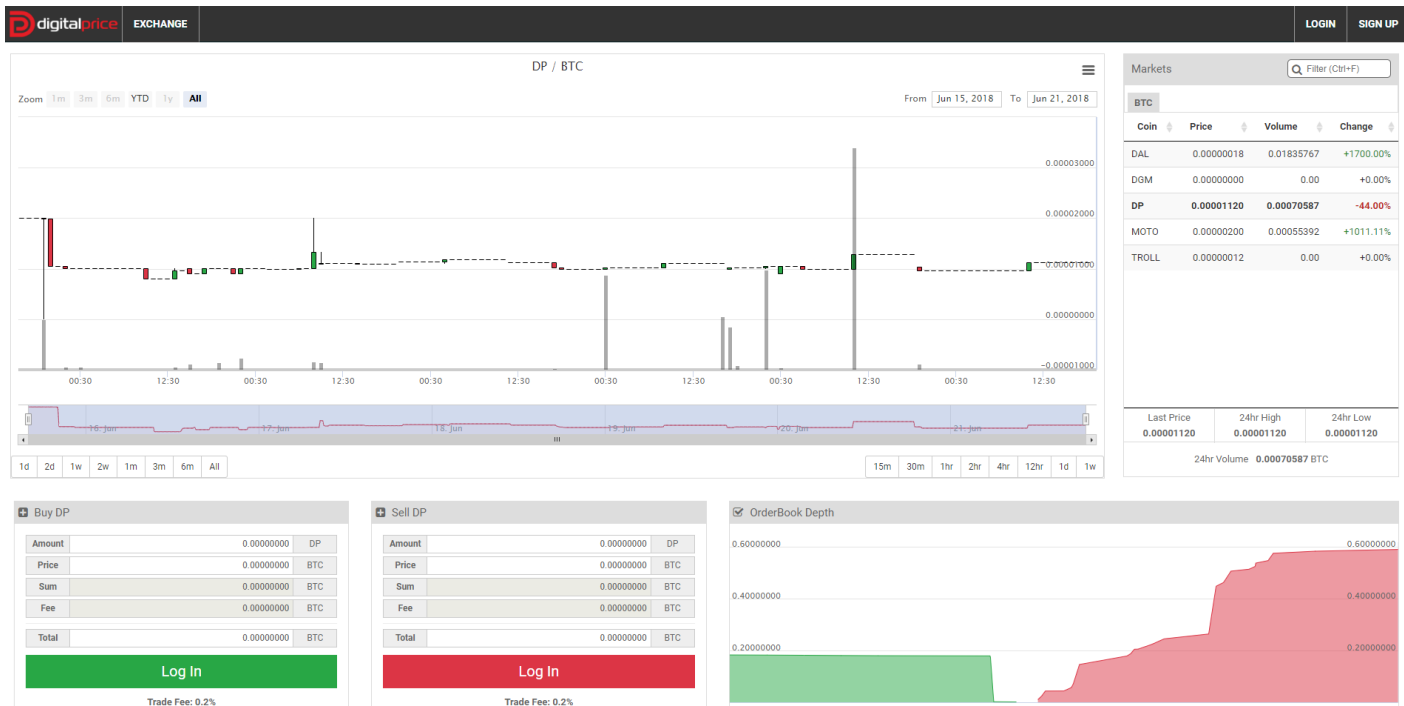 digitalprice EXCHANGE LOGIN SIGN UP
DP / BTC
Zoom 1m 3m 6m YTD 1y All From Jun 15, 2018 To Jun 21, 2018
0.00003000
0.00002000
0.00001000
0.00000000
-0.00001000
00:30 12:30 00:30 12:30 00:30 12:30 00:30 12:30 00:30 12:30 00:30 12:30
16. Jun 17. Jun 18. Jun 19. Jun 20. Jun 21. Jun
1d 2d 1w 2w 1m 3m 6m All 15m 30m 1hr 2hr 4hr 12hr 1d 1w
Markets Filter (Ctrl+F)
BTC
Coin Price Volume Change
DAL 0.00000018 0.01835767 +1700.00%
DGM 0.00000000 0.00 +0.00%
DP 0.00001120 0.00070587 -44.00%
MOTO 0.00000200 0.00055392 +1011.11%
TROLL 0.00000012 0.00 +0.00%
Last Price 24hr High 24hr Low
0.00001120 0.00001120 0.00001120
24hr Volume 0.00070587 BTC
Buy DP
Amount 0.00000000 DP
Price 0.00000000 BTC
Sum 0.00000000 BTC
Fee 0.00000000 BTC
Total 0.00000000 BTC
Log In
Trade Fee: 0.2%
Sell DP
Amount 0.00000000 DP
Price 0.00000000 BTC
Sum 0.00000000 BTC
Fee 0.00000000 BTC
Total 0.00000000 BTC
Log In
Trade Fee: 0.2%
OrderBook Depth
0.60000000 0.60000000
0.40000000 0.40000000
0.20000000 0.20000000